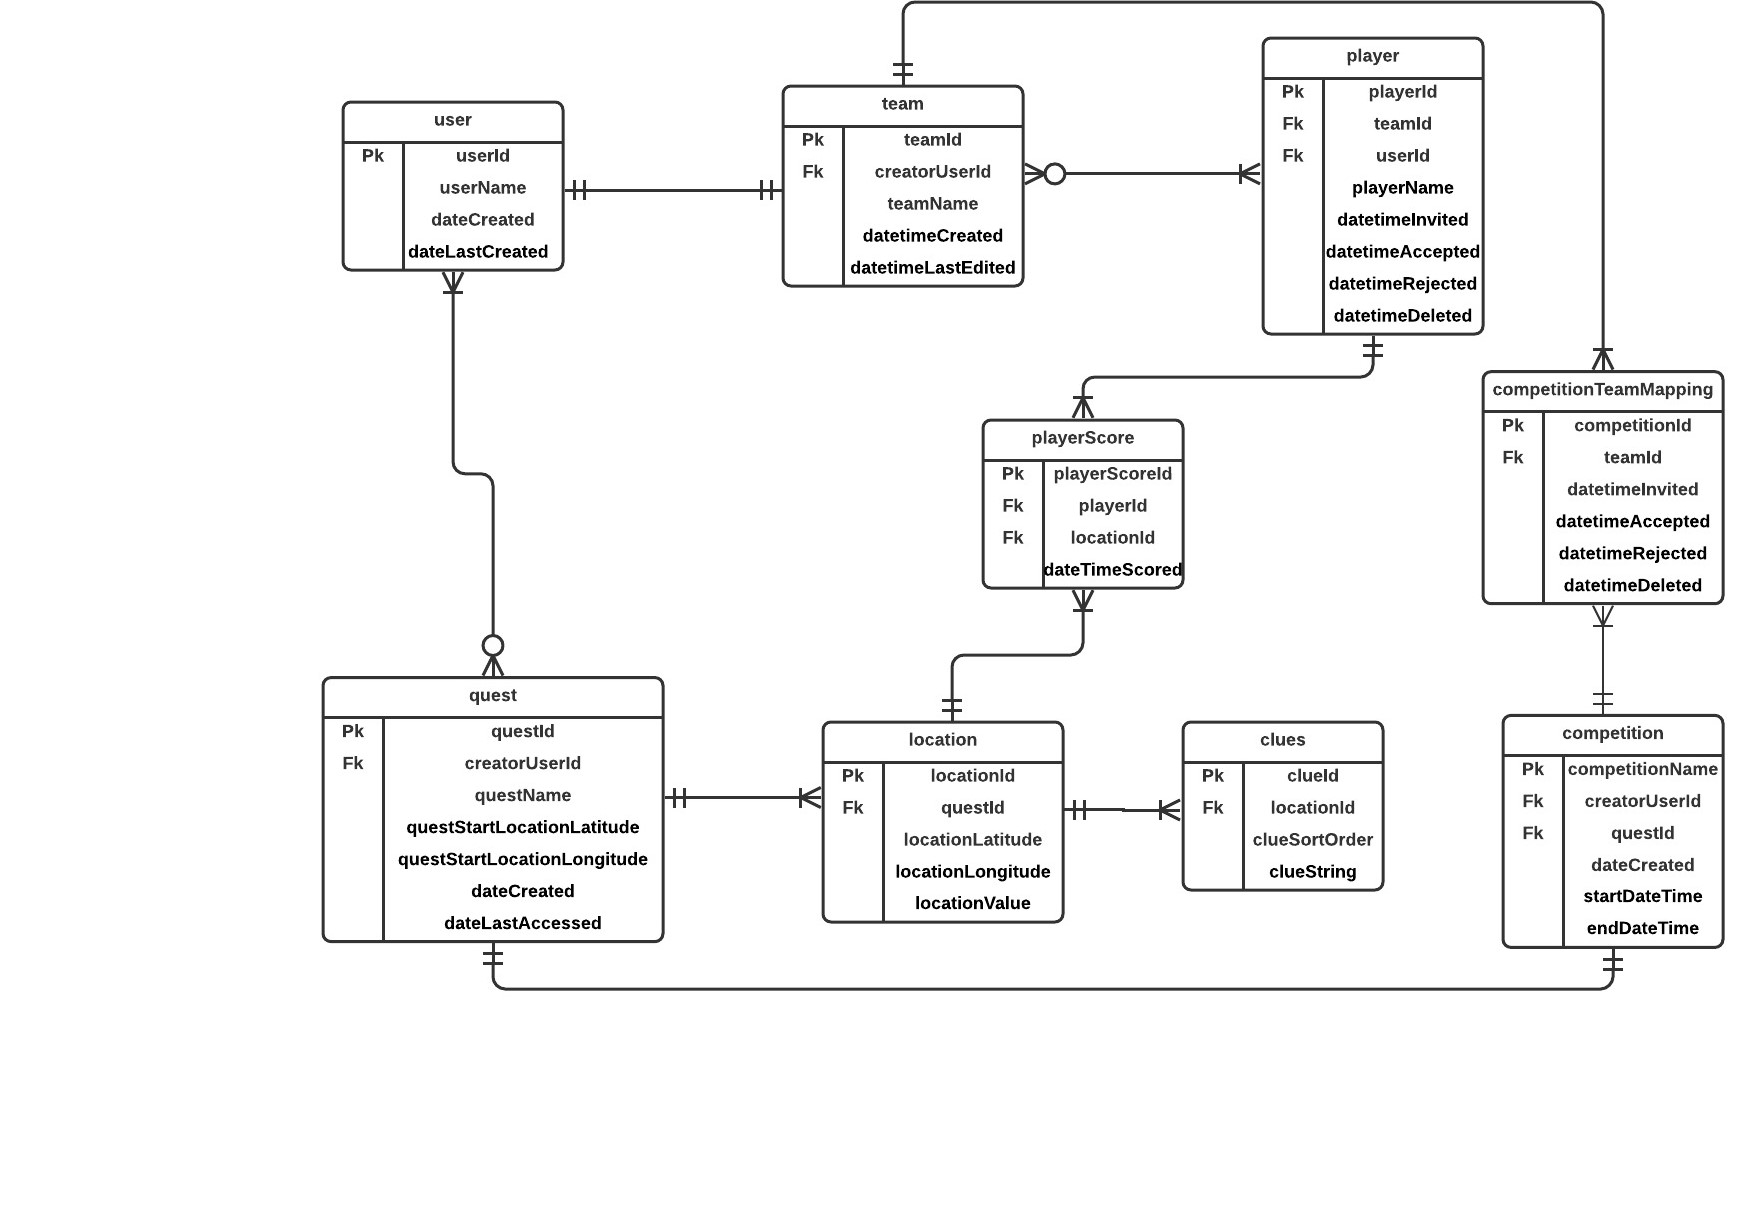 user
Pk userId
userName
dateCreated
dateLastCreated
team
Pk teamId
Fk creatorUserId
teamName
datetimeCreated
datetimeLastEdited
player
Pk playerId
Fk teamId
Fk userId
playerName
datetimeInvited
datetimeAccepted
datetimeRejected
datetimeDeleted
competitionTeamMapping
Pk competitionId
Fk teamId
datetimeInvited
datetimeAccepted
datetimeRejected
datetimeDeleted
playerScore
Pk playerScoreId
Fk playerId
Fk locationId
dateTimeScored
quest
Pk questId
Fk creatorUserId
questName
questStartLocationLatitude
questStartLocationLongitude
dateCreated
dateLastAccessed
location
Pk locationId
Fk questId
locationLatitude
locationLongitude
locationValue
clues
Pk clueId
Fk locationId
clueSortOrder
clueString
competition
Pk competitionName
Fk creatorUserId
Fk questId
dateCreated
startDateTime
endDateTime